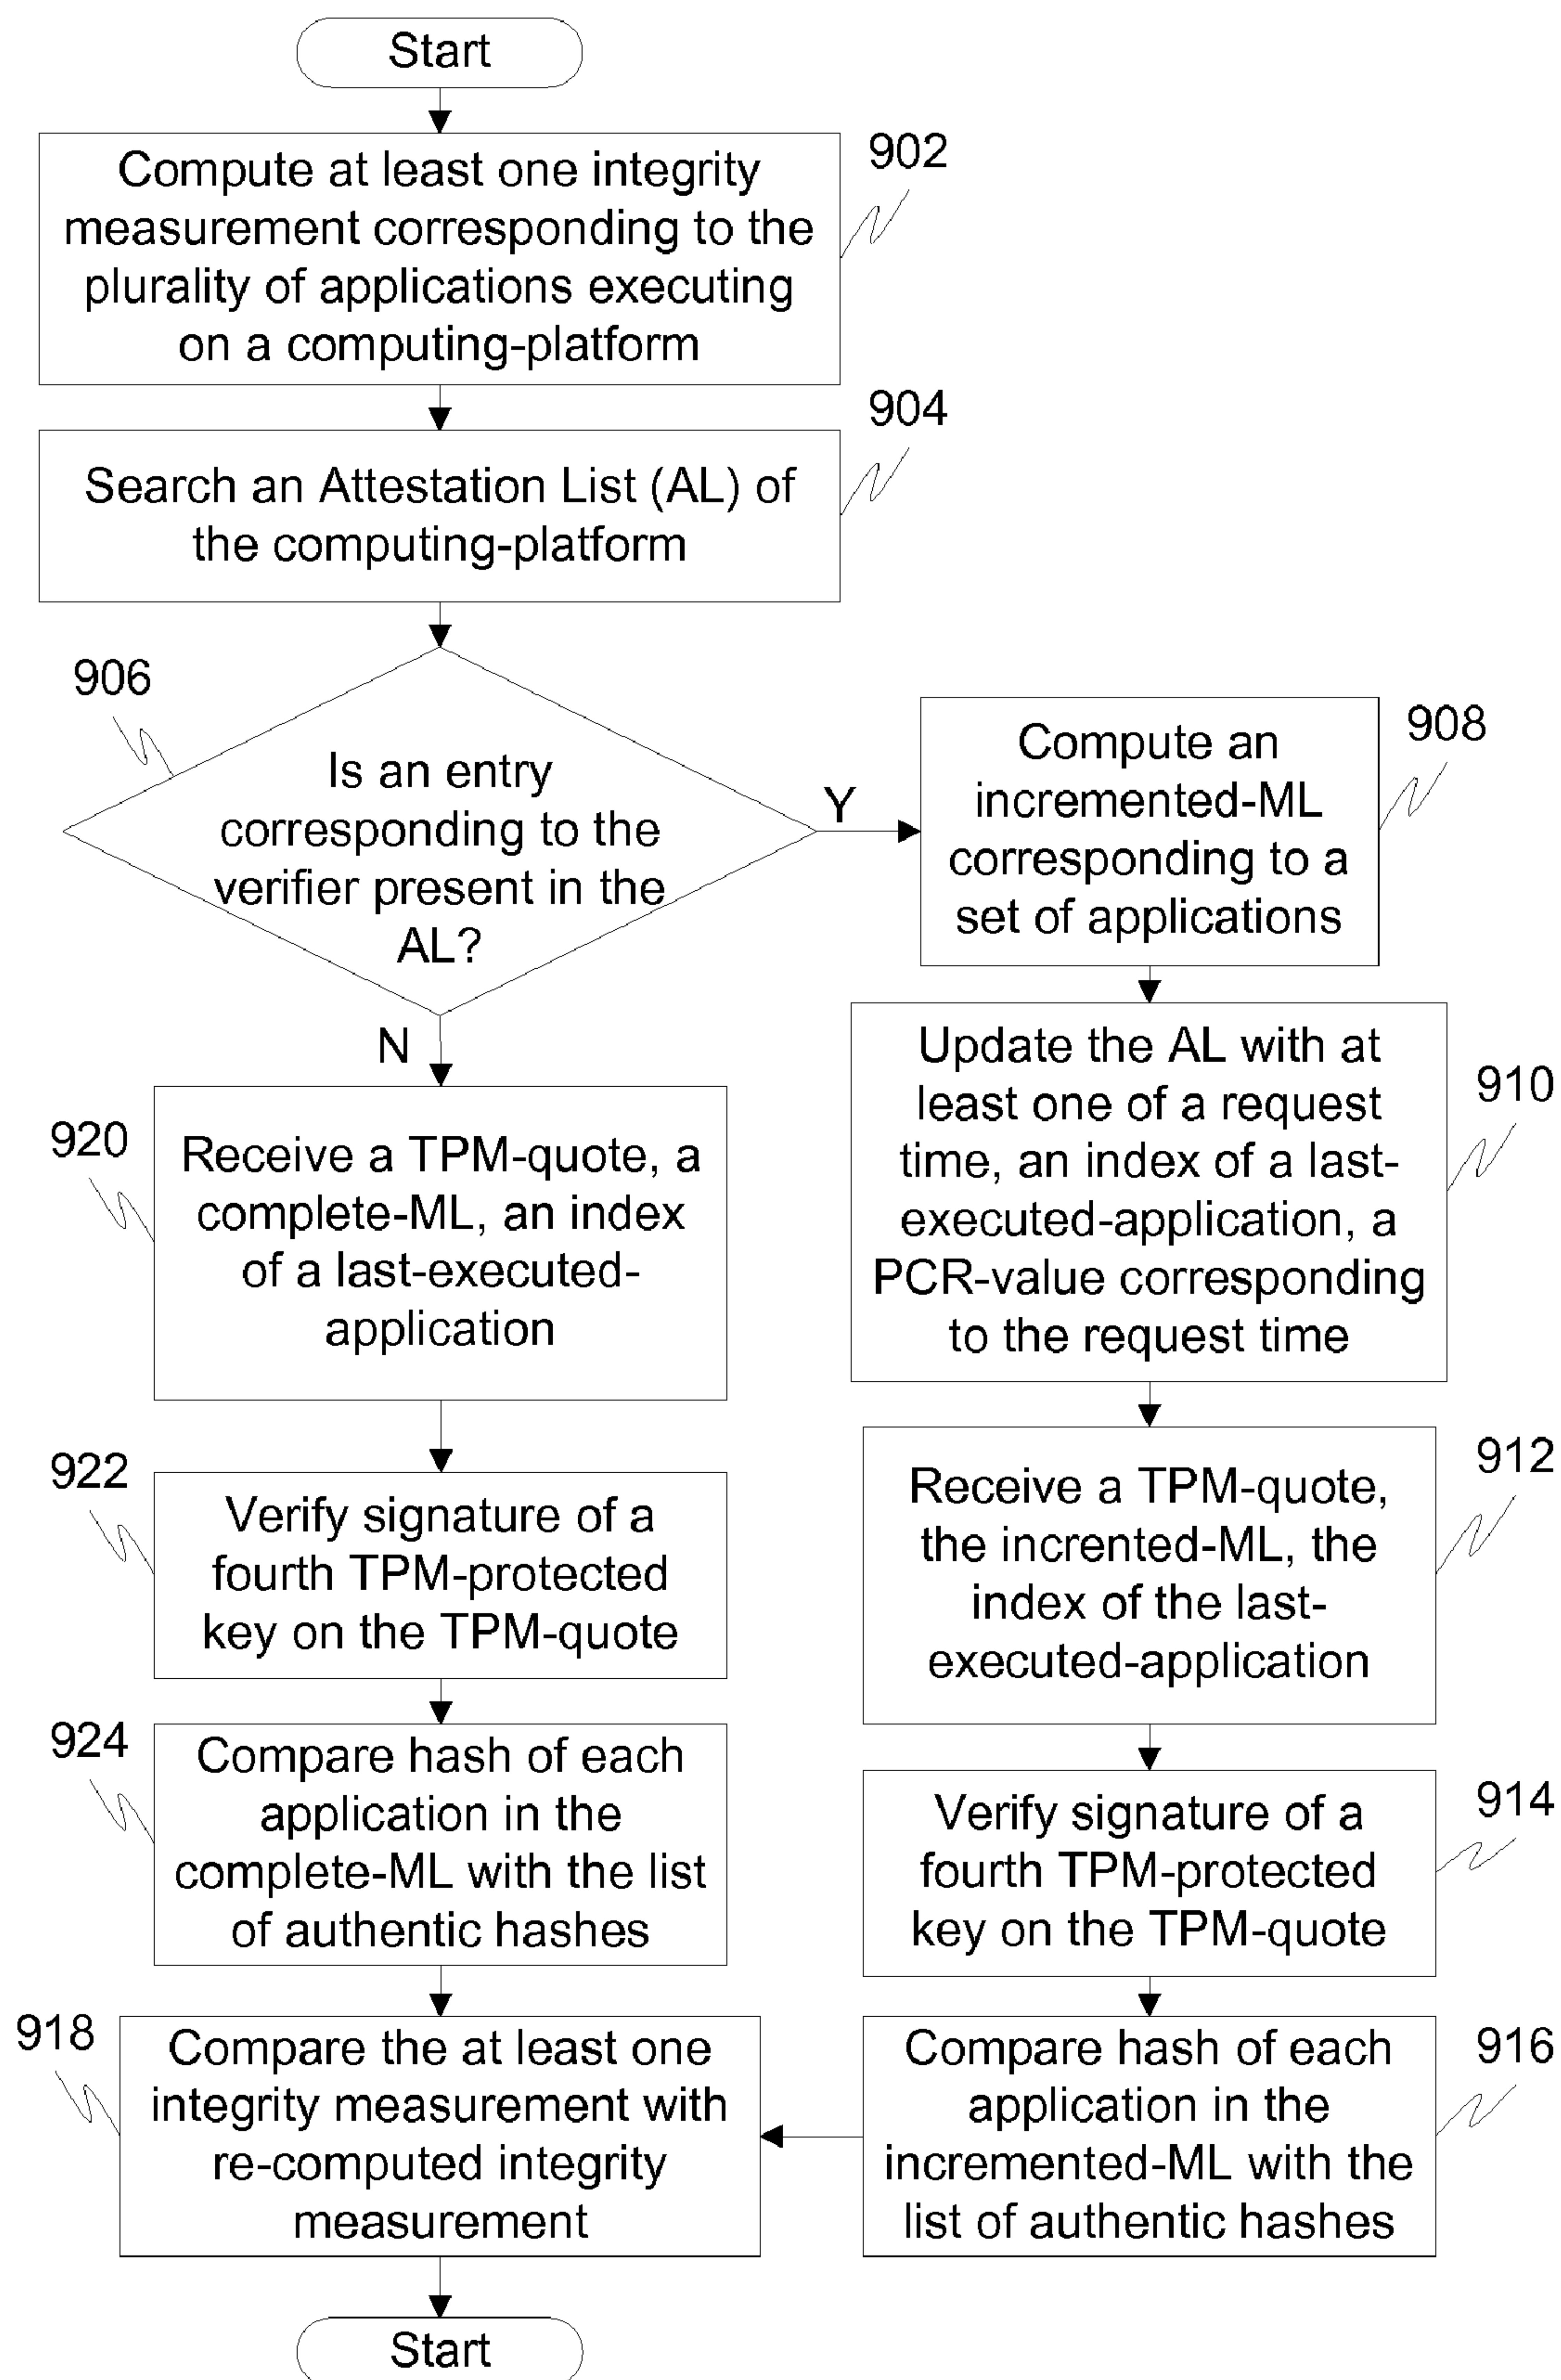 Start
902
Compute at least one integrity
measurement corresponding to the
plurality of applications executing
on a computing-platform
904
Search an Attestation List (AL) of
the computing-platform
906
Is an entry
corresponding to the
verifier present in the
AL?
Y
N
908
Compute an
incremented-ML
corresponding to a
set of applications
910
Update the AL with at
least one of a request
time, an index of a last-
executed-application, a
PCR-value corresponding
to the request time
912
Receive a TPM-quote,
the incrented-ML, the
index of the last-
executed-application
914
Verify signature of a
fourth TPM-protected
key on the TPM-quote
916
Compare hash of each
application in the
incremented-ML with the
list of authentic hashes
920
Receive a TPM-quote, a
complete-ML, an index
of a last-executed-
application
922
Verify signature of a
fourth TPM-protected
key on the TPM-quote
924
Compare hash of each
application in the
complete-ML with the list
of authentic hashes
918
Compare the at least one
integrity measurement with
re-computed integrity
measurement
Start